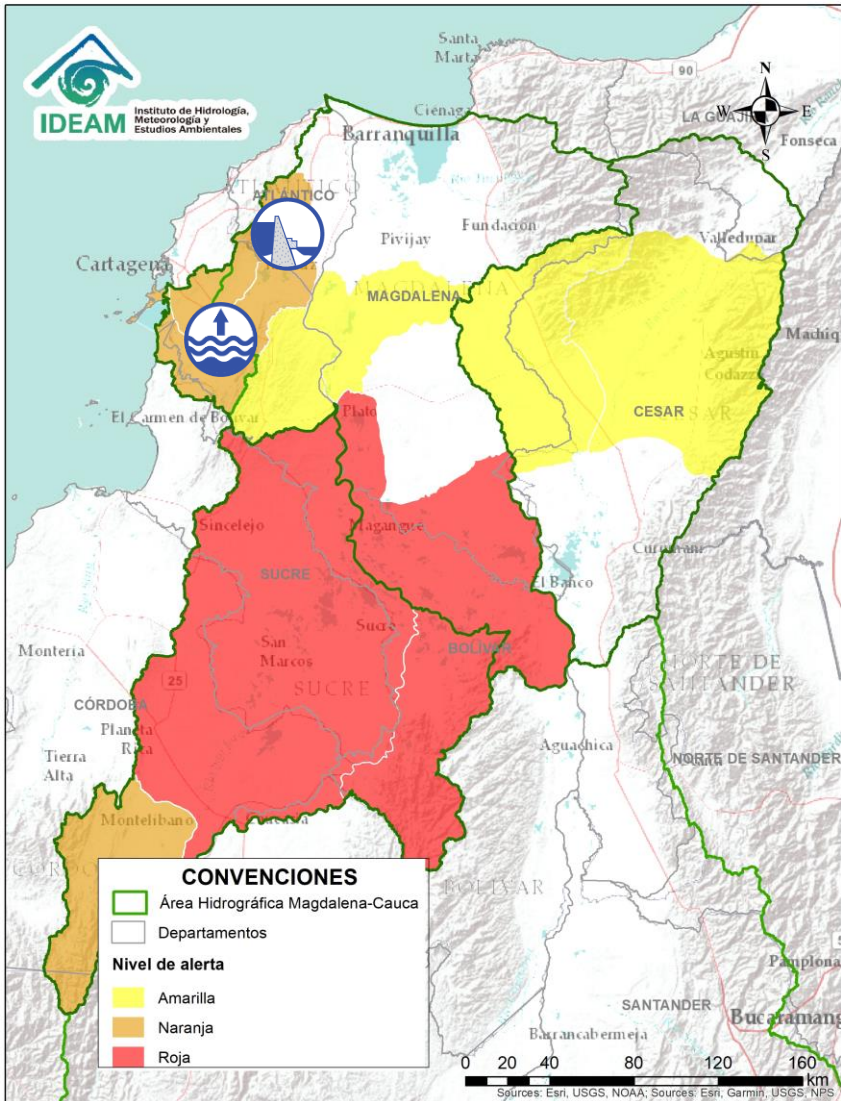 IDEAM
Instituto de Hidrología,
Meteorología y
Estudios Ambientales
Santa
Marta
90
N
W
E
S
LA GUAJIRA
Ciénaga
Barranquilla
Fonseca
ATLÁNTICO
Fundación
Pivijay
Valledupar
Cartagena
MAGDALENA
Machiq
Agustín
Codazzi
CESAR
El Carmen de Bolívar
Plato
Sincelejo
Magangue
Curumaní
SUCRE
El Banco
Sucre
Montería
San
Marcos
BOLÍVAR
NORTE DE
SANTANDER
SUCRE
25
CÓRDOBA
Planeta
Rica
Aguachica
Tierra
Alta
NORTE DE SANTANDER
Montelíbano
Caucasia
BOLÍVAR
CONVENCIONES
Área Hidrográfica Magdalena-Cauca
Departamentos
Nivel de alerta
Amarilla
Naranja
Roja
Pamplona
SANTANDER
Bucaramang
Barrancabermeja
0 20 40 80 120 160
km
Sources: Esri, USGS, NOAA; Sources: Esri, Garmin, USGS, NPS